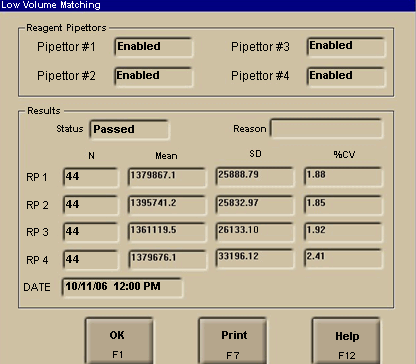 Low Volume Matching
Reagent Pipettors
Pipettor #1 Enabled Pipettor #3 Enabled
Pipettor #2 Enabled Pipettor #4 Enabled
Results
Status Passed Reason
N Mean SD %CV
RP 1 44 1379867.1 25888.79 1.88
RP 2 44 1395741.2 25832.97 1.85
RP 3 44 1361119.5 26133.10 1.92
RP 4 44 1379676.1 33196.12 2.41
DATE 10/11/06 12:00 PM
OK Print Help
F1 F7 F12